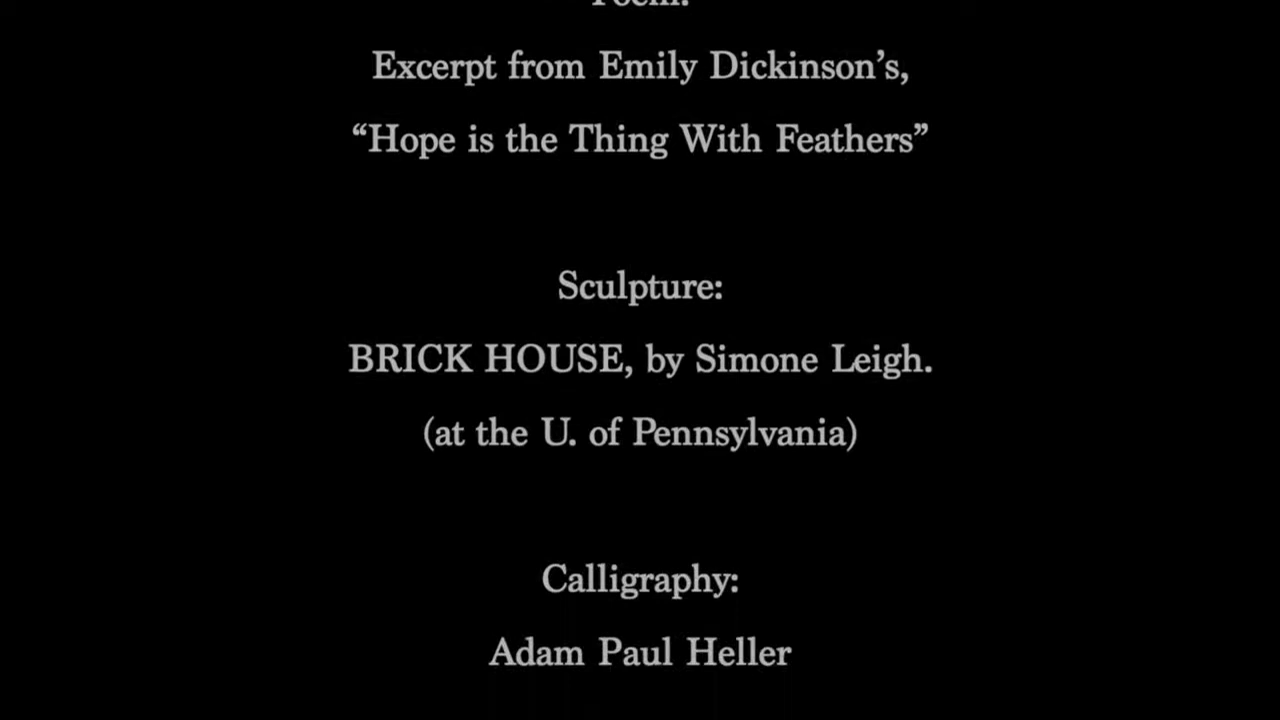 Poem:
Excerpt from Emily Dickinson’s,
“Hope is the Thing With Feathers”
Sculpture:
BRICK HOUSE, by Simone Leigh.
(at the U. of Pennsylvania)
Calligraphy:
Adam Paul Heller